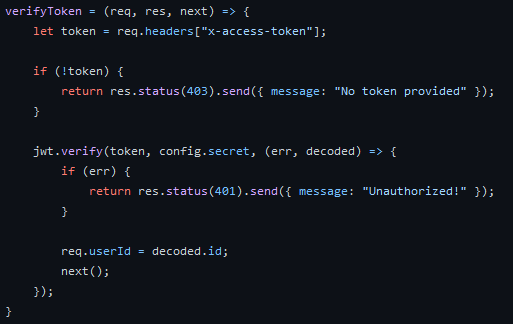 verifyToken = (req, res, next) => {
    let token = req.headers["x-access-token"];

    if (!token) {
        return res.status(403).send({ message: "No token provided" });
    }

    jwt.verify(token, config.secret, (err, decoded) => {
        if (err) {
            return res.status(401).send({ message: "Unauthorized!" });
        }

        req.userId = decoded.id;
        next();
    });
}